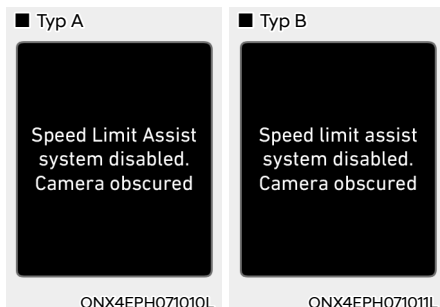 ■ Typ A
Speed Limit Assist
system disabled.
Camera obscured
ONX4EPH071010L
■ Typ B
Speed limit assist
system disabled.
Camera obscured
ONX4EPH071011L